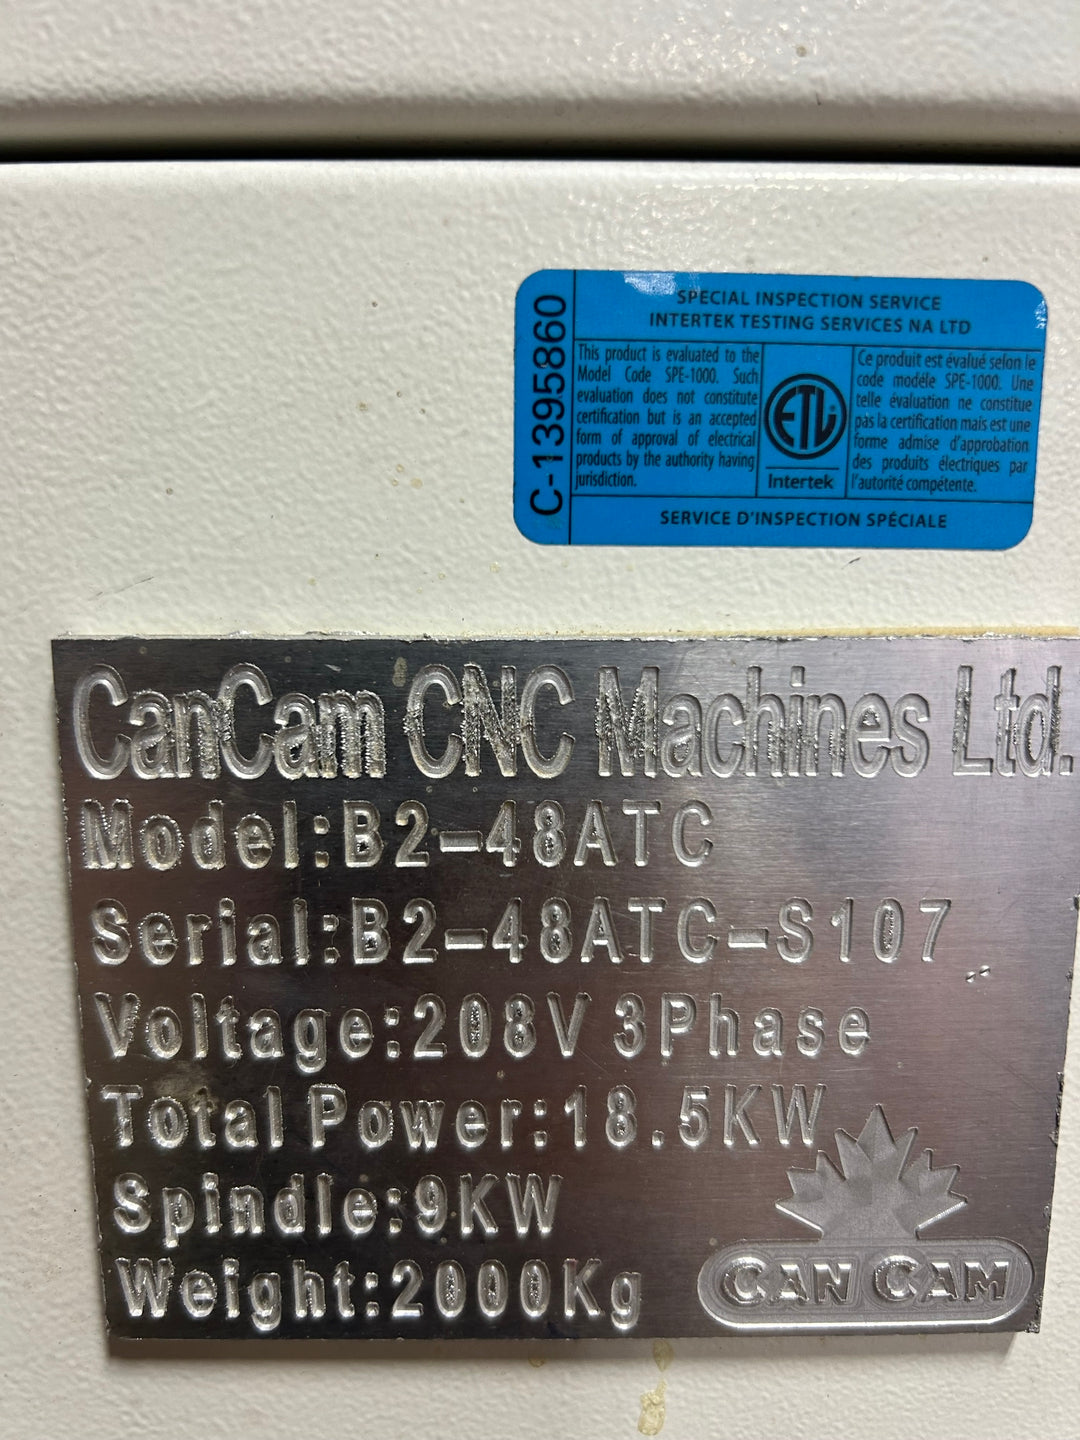 C-1395860
SPECIAL INSPECTION SERVICE
INTERTEK TESTING SERVICES NA LTD
This product is evaluated to the
Model Code SPE-1000. Such
evaluation does not constitute
certification but is an accepted
form of approval of electrical
products by the authority having
jurisdiction.
ETL
Intertek
Ce produit est évalué selon le
code modéle SPE-1000. Une
telle évaluation ne constitue
pas la certification mais est une
forme admise d'approbation
des produits électriques par
l'autorité compétente.
SERVICE D'INSPECTION SPÉCIALE
CanCam CNC Machines Ltd.
Model:B2-48ATC
Serial:B2-48ATC-S107
Voltage:208V 3Phase
Total Power:18.5KW
Spindle:9KW
Weight:2000Kg
CAN CAM